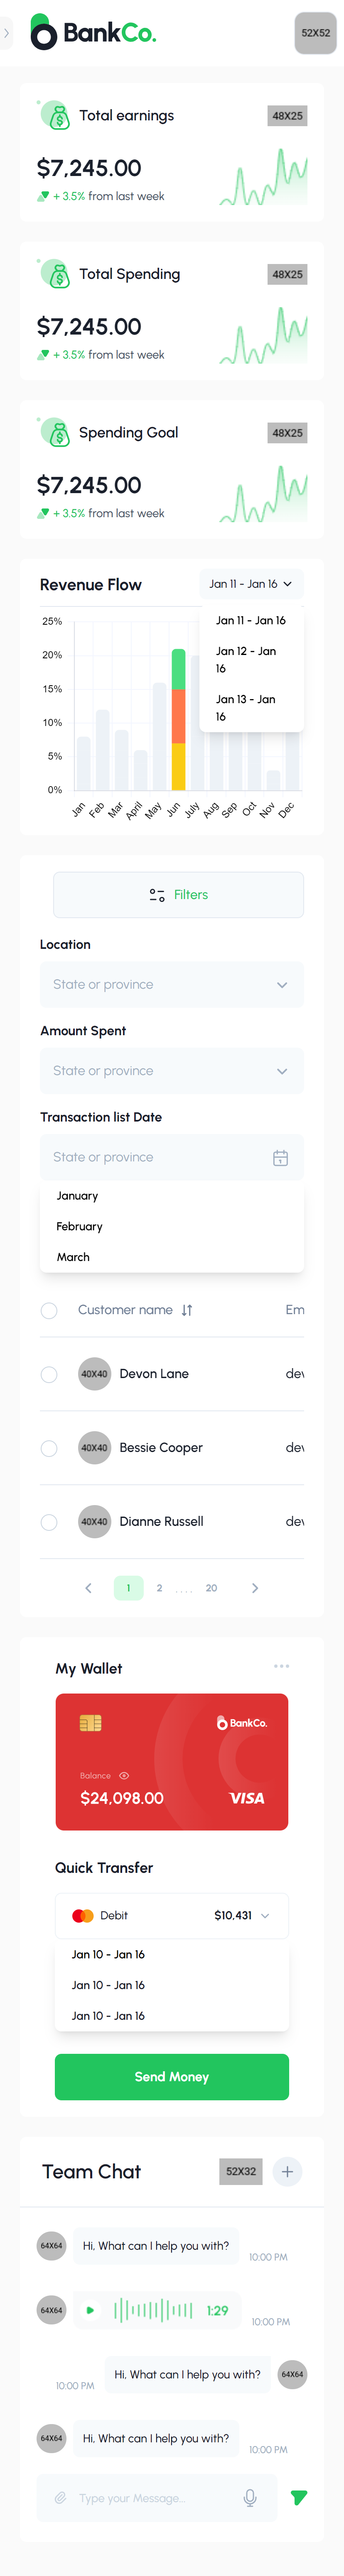 BankCo.
52X52
Total earnings
48X25
$7,245.00
+ 3.5% from last week
Total Spending
48X25
$7,245.00
+ 3.5% from last week
Spending Goal
48X25
$7,245.00
+ 3.5% from last week
Revenue Flow
Jan 11 - Jan 16
Jan 11 - Jan 16
Jan 12 - Jan
16
Jan 13 - Jan
16
25%
20%
15%
10%
5%
0%
Jan
Feb
Mar
April
May
Jun
July
Aug
Sep
Oct
Nov
Dec
Filters
Location
State or province
Amount Spent
State or province
Transaction list Date
State or province
January
February
March
Customer name
Em
40X40
Devon Lane
dev
40X40
Bessie Cooper
dev
40X40
Dianne Russell
dev
1 2 .... 20
My Wallet
BankCo.
Balance
$24,098.00
VISA
Quick Transfer
Debit
$10,431
Jan 10 - Jan 16
Jan 10 - Jan 16
Jan 10 - Jan 16
Send Money
Team Chat
52X32
64X64
Hi, What can I help you with?
10:00 PM
64X64
1:29
10:00 PM
Hi, What can I help you with?
64X64
10:00 PM
64X64
Hi, What can I help you with?
10:00 PM
Type your Message...